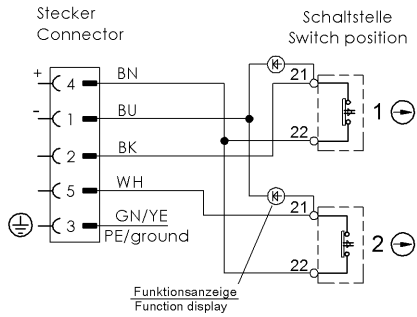 Stecker
Connector
Schaltstelle
Switch position
+ 4 BN
- 1 BU
2 BK
5 WH
3 GN/YE
PE/ground
21
22
1
21
22
2
Funktionsanzeige
Function display